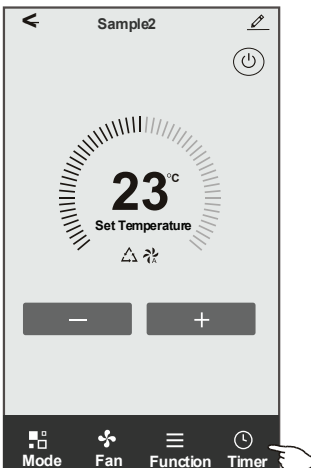 Sample2
23°C
Set Temperature
A
Mode Fan Function Timer